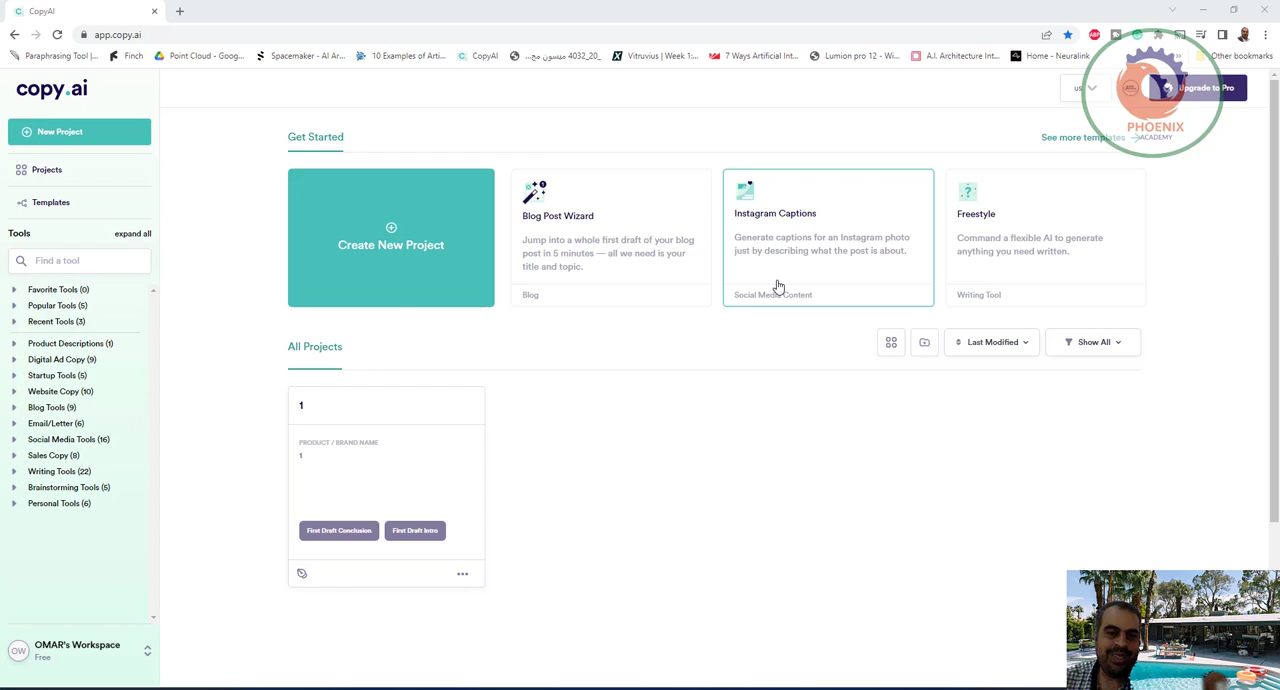 CopyAI
app.copy.ai
Paraphrasing Tool |...
Finch
Point Cloud - Goog...
Spacemaker - AI Ar...
10 Examples of Arti...
CopyAI
Vitruvius | Week 1:...
7 Ways Artificial Int...
Lumion pro 12 - Wi...
A.I. Architecture Int...
Home - Neuralink
Other bookmarks
copy.ai
us
Upgrade to Pro
PHOENIX
ACADEMY
New Project
Projects
Templates
Tools
expand all
Find a tool
Favorite Tools (0)
Popular Tools (5)
Recent Tools (3)
Product Descriptions (1)
Digital Ad Copy (9)
Startup Tools (5)
Website Copy (10)
Blog Tools (9)
Email/Letter (6)
Social Media Tools (16)
Sales Copy (8)
Writing Tools (22)
Brainstorming Tools (5)
Personal Tools (6)
OW
OMAR's Workspace
Free
Get Started
See more templates
Create New Project
Blog Post Wizard
Jump into a whole first draft of your blog
post in 5 minutes — all we need is your
title and topic.
Blog
Instagram Captions
Generate captions for an Instagram photo
just by describing what the post is about.
Social Media Content
Freestyle
Command a flexible AI to generate
anything you need written.
Writing Tool
All Projects
Last Modified
Show All
1
PRODUCT / BRAND NAME
1
First Draft Conclusion
First Draft Intro